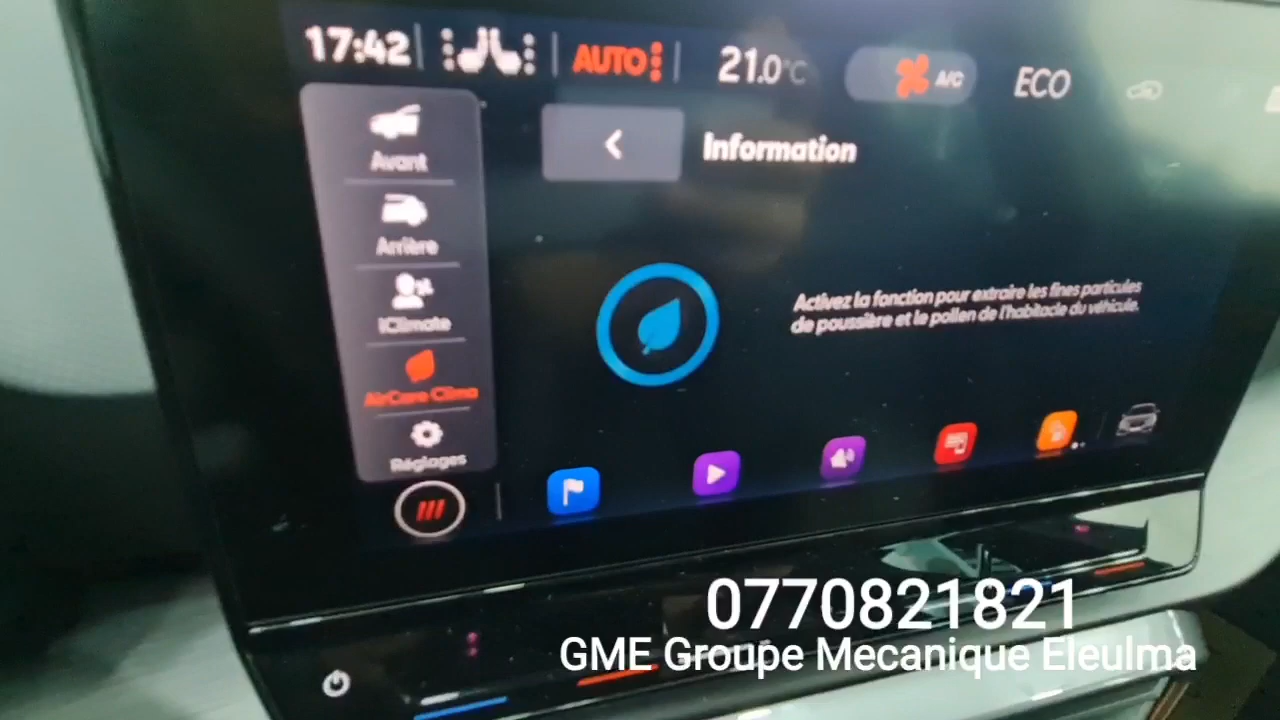 17:42 AUTO 21.0°C A/C ECO
Information
Avant
Arrière
iClimate
AirCare Clima
Réglages
Activez la fonction pour extraire les fines particules
de poussière et le pollen de l'habitacle du véhicule.
0770821821
GME Groupe Mecanique Eleulma